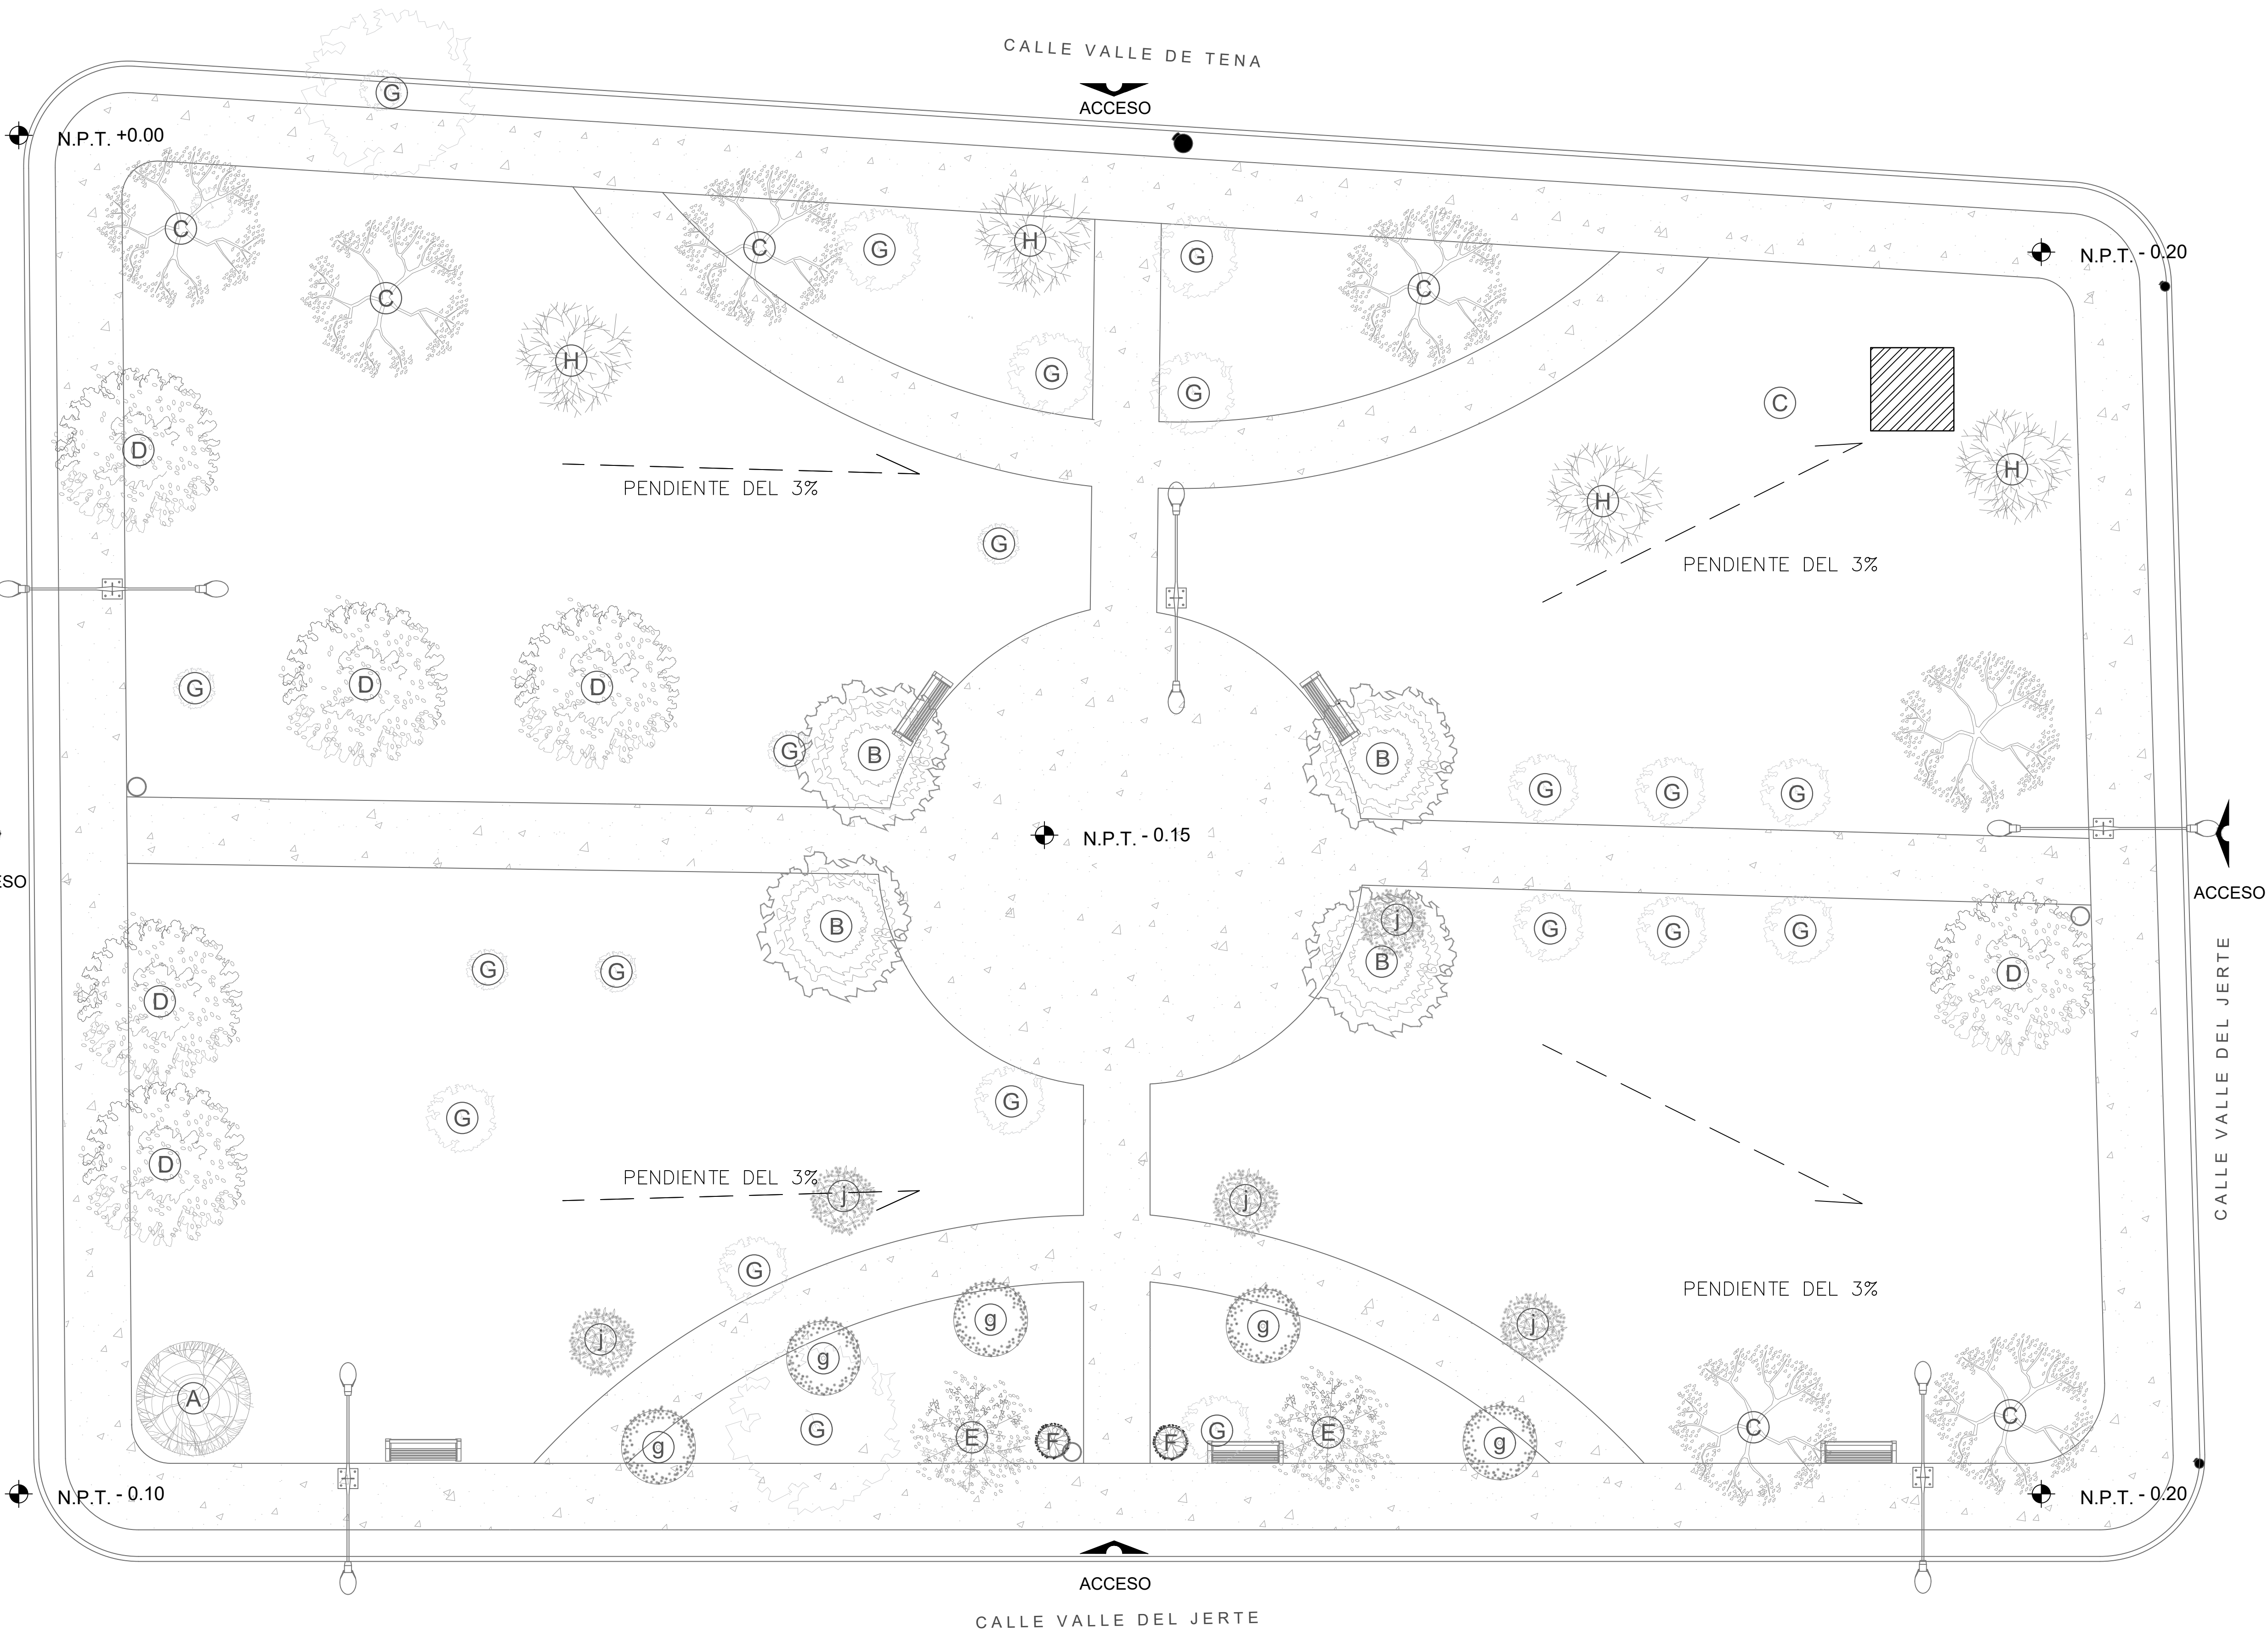 CALLE VALLE DE TENA
ACCESO
G
N.P.T. +0.00
C
C
G
H
G
N.P.T. - 0.20
C
C
H
G
G
C
D
H
H
PENDIENTE DEL 3%
G
PENDIENTE DEL 3%
G
D
D
G
B
B
G
G
G
N.P.T. - 0.15
ESO
ACCESO
B
j
B
G
G
G
G
G
D
D
CALLE VALLE DEL JERTE
G
G
D
PENDIENTE DEL 3%
j
j
G
PENDIENTE DEL 3%
j
g
g
g
j
A
g
G
E
F
F
G
E
g
C
C
N.P.T. - 0.10
N.P.T. - 0.20
ACCESO
CALLE VALLE DEL JERTE